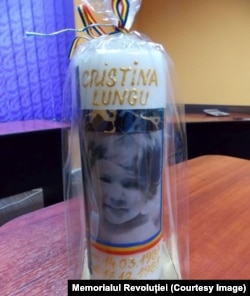 CRISTINA
LUNGU
Memorialul Revoluției (Courtesy Image)